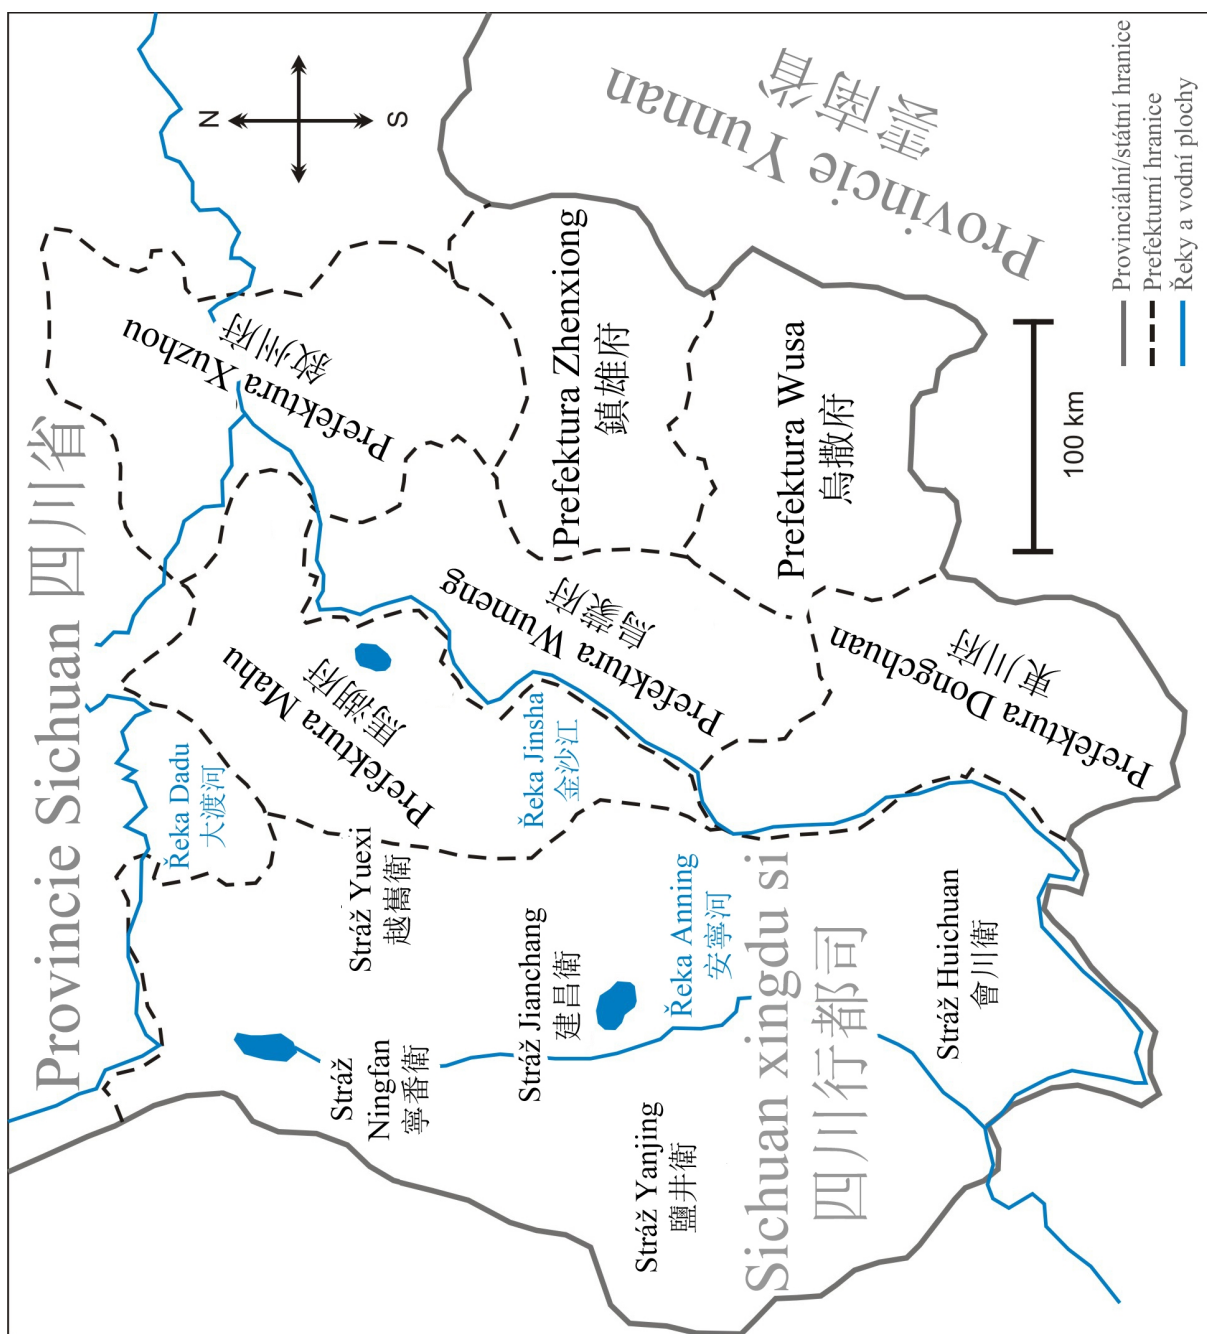 Provincie Sichuan 四川省
N
S
Provincie Yunnan
雲南省
Prefektura Xuzhou
敘州府
Prefektura Zhenxiong
鎮雄府
Prefektura Wusa
烏撒府
Prefektura Mahu
馬湖府
Prefektura Wumeng
烏蒙府
Prefektura Dongchuan
東川府
Řeka Dadu
大渡河
Řeka Jinsha
金沙江
Řeka Anning
安寧河
Stráž Yuexi
越巂衛
Stráž Jianchang
建昌衛
Stráž
Ningfan
寧番衛
Stráž Yanjing
鹽井衛
Stráž Huichuan
會川衛
Sichuan xingdu si
四川行都司
100 km
Provinciální/státní hranice
Prefekturní hranice
Řeky a vodní plochy